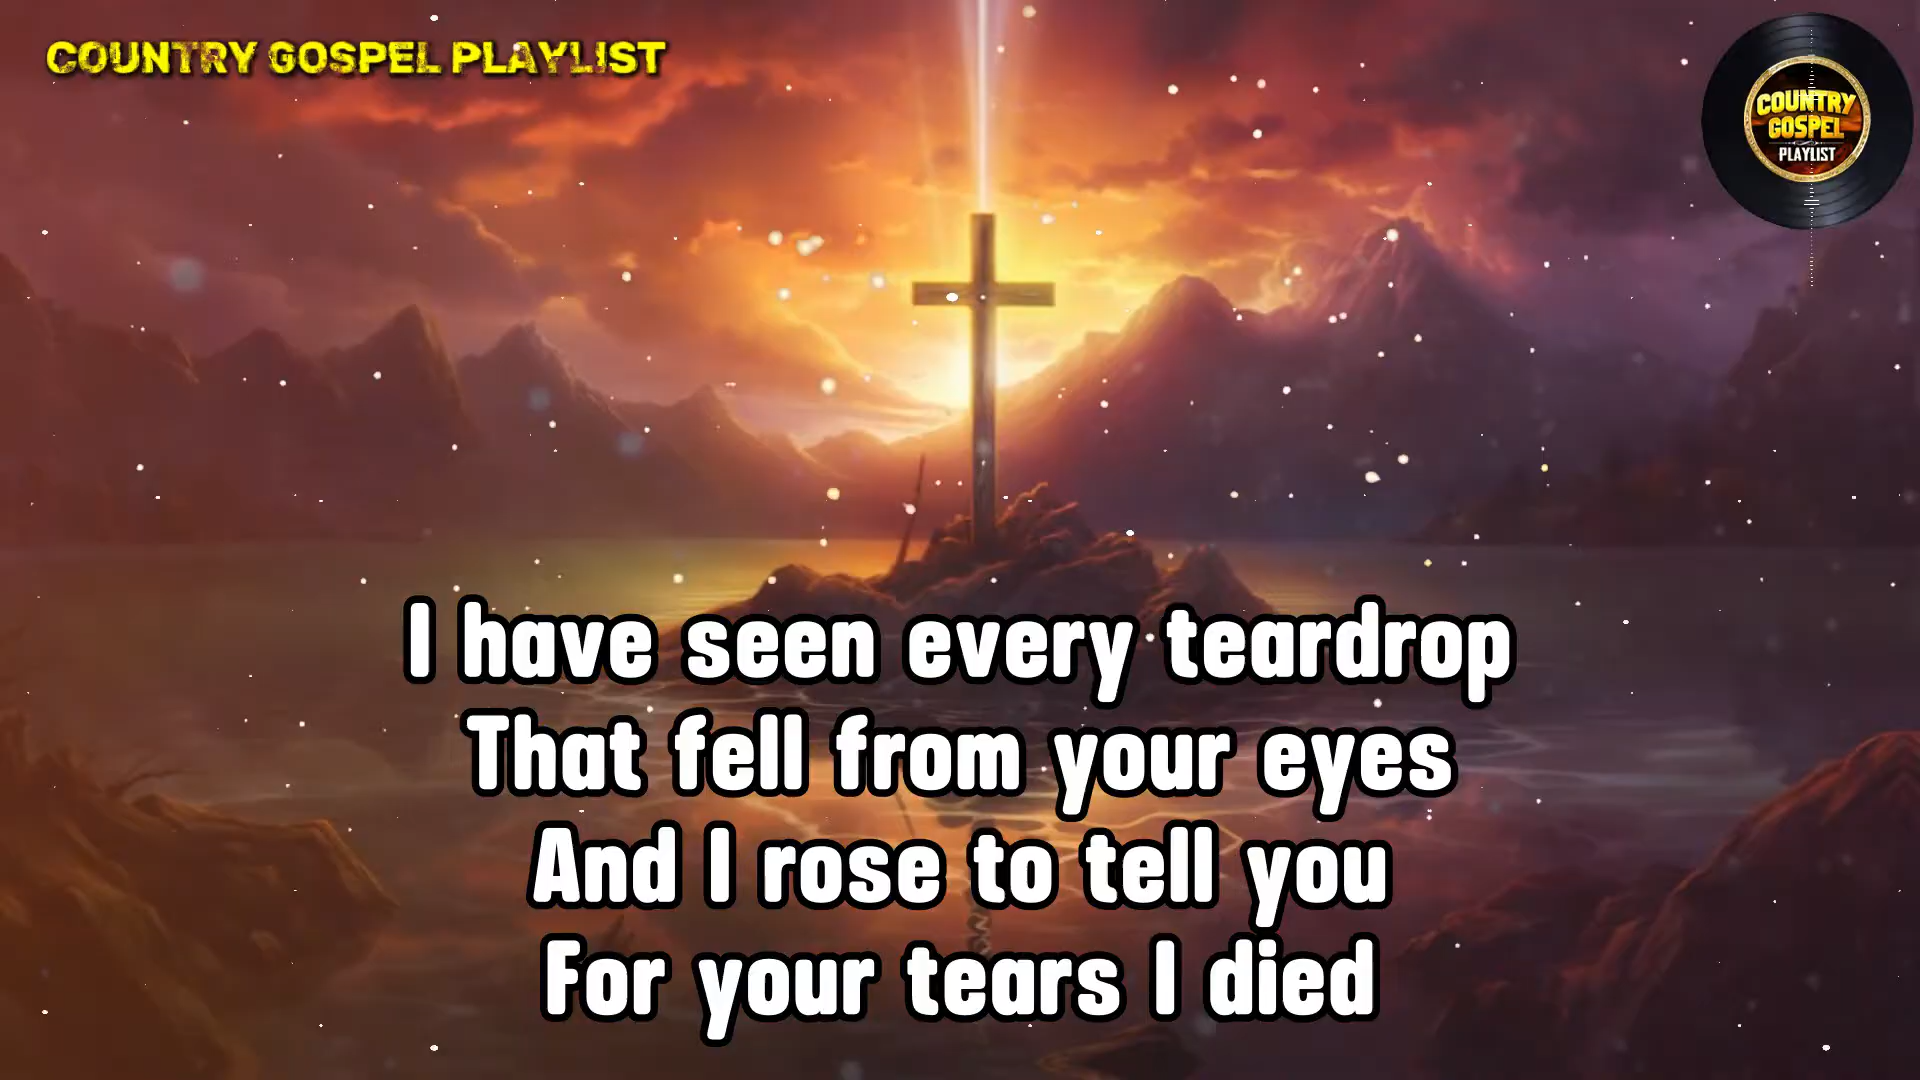 COUNTRY GOSPEL PLAYLIST
COUNTRY
GOSPEL
PLAYLIST
I have seen every teardrop
That fell from your eyes
And I rose to tell you
For your tears I died